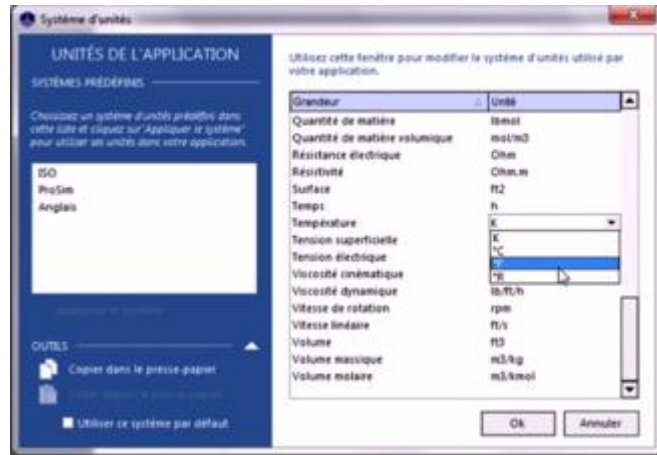 Système d'unités
UNITÉS DE L'APPLICATION
SYSTÈMES PRÉDÉFINIS
Choisissez un système d'unités prédéfini dans
cette liste et cliquez sur 'Appliquer le système'
pour utiliser ses unités dans votre application.
ISO
ProSim
Anglais
OUTILS
Copier dans le presse-papier
Utiliser ce système par défaut
Utilisez cette fenêtre pour modifier le système d'unités utilisé par
votre application.
Grandeur Unité
Quantité de matière lbmol
Quantité de matière volumique mol/m3
Résistance électrique Ohm
Résistivité Ohm.m
Surface ft2
Temps h
Température K
Tension superficielle K
Tension électrique °C
°F
Viscosité cinématique °R
Viscosité dynamique lb/ft/h
Vitesse de rotation rpm
Vitesse linéaire ft/s
Volume ft3
Volume massique m3/kg
Volume molaire m3/kmol
Ok Annuler